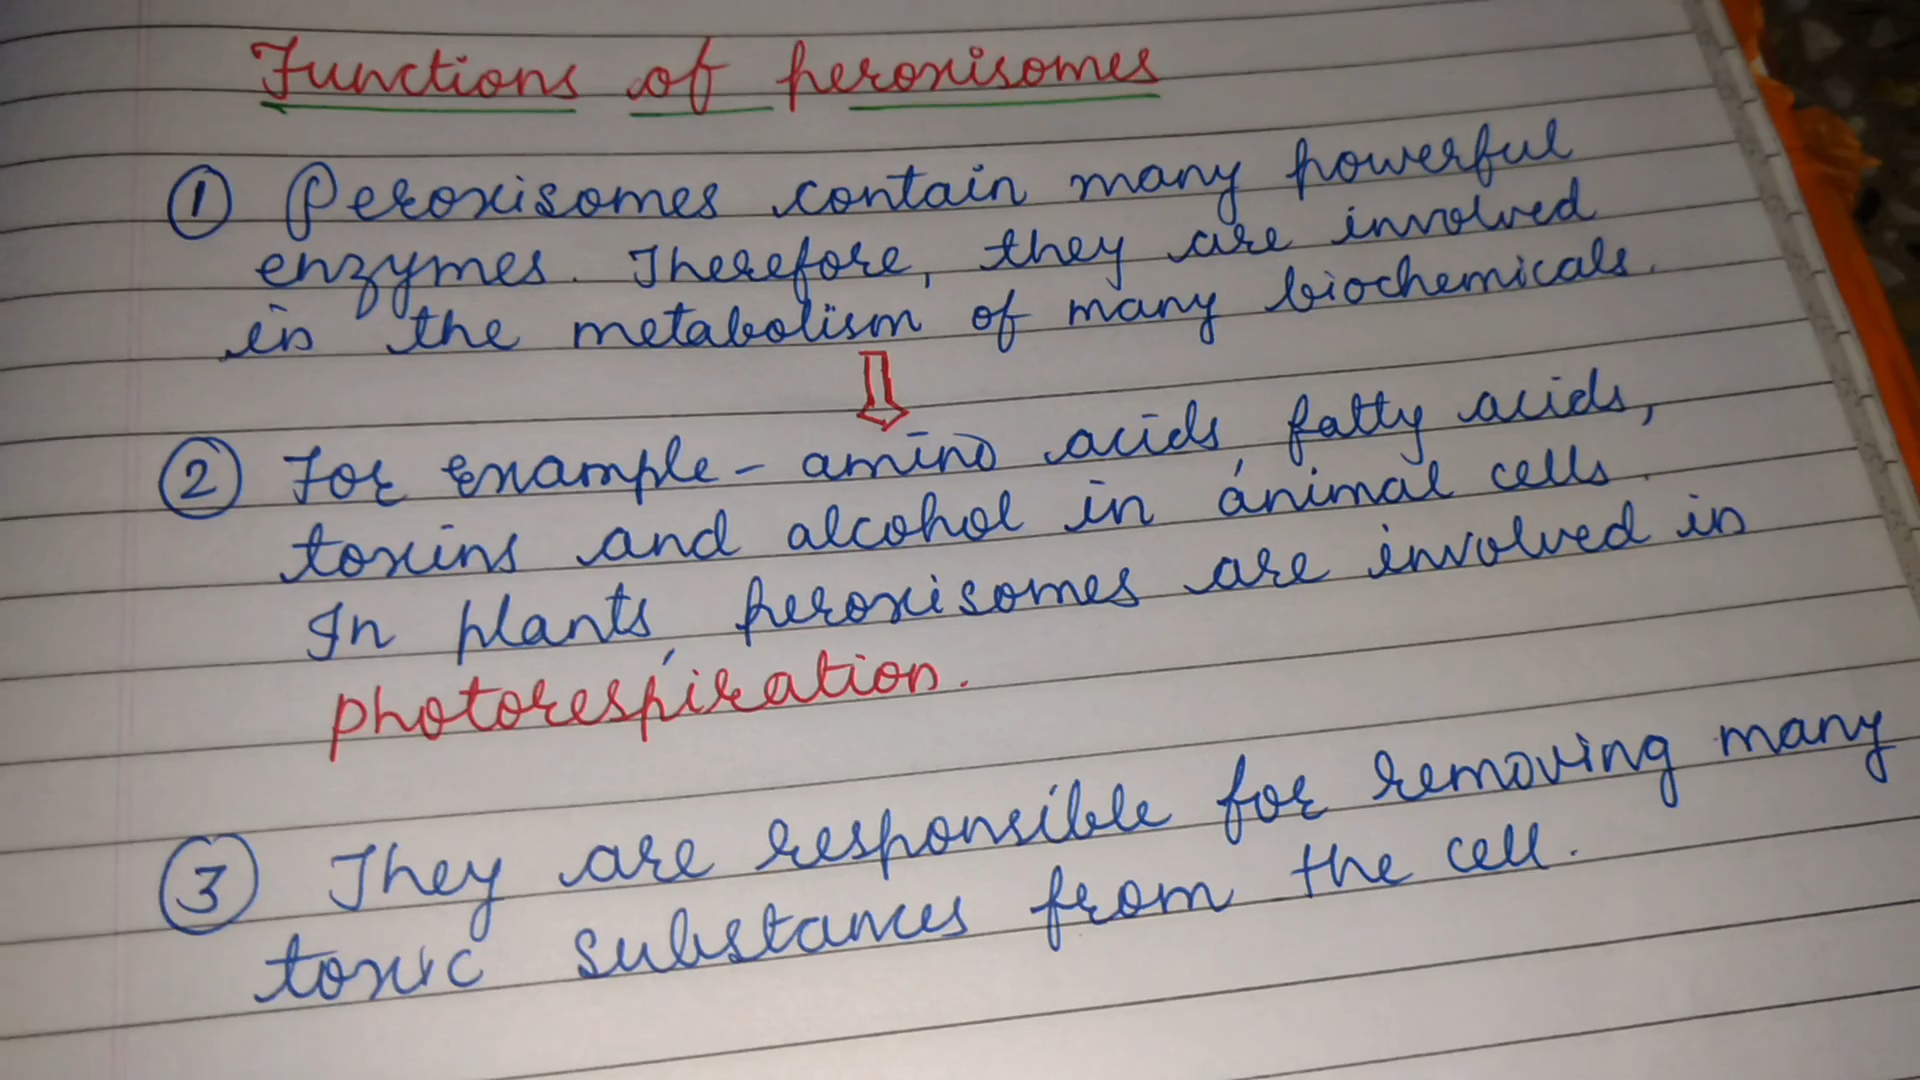 Functions of peroxisomes
① Peroxisomes contain many powerful
enzymes. Therefore, they are involved
in the metabolism of many biochemicals.
② For example - amino acids, fatty acids,
toxins and alcohol in animal cells.
In plants, peroxisomes are involved in
photorespiration.
③ They are responsible for removing many
toxic substances from the cell.